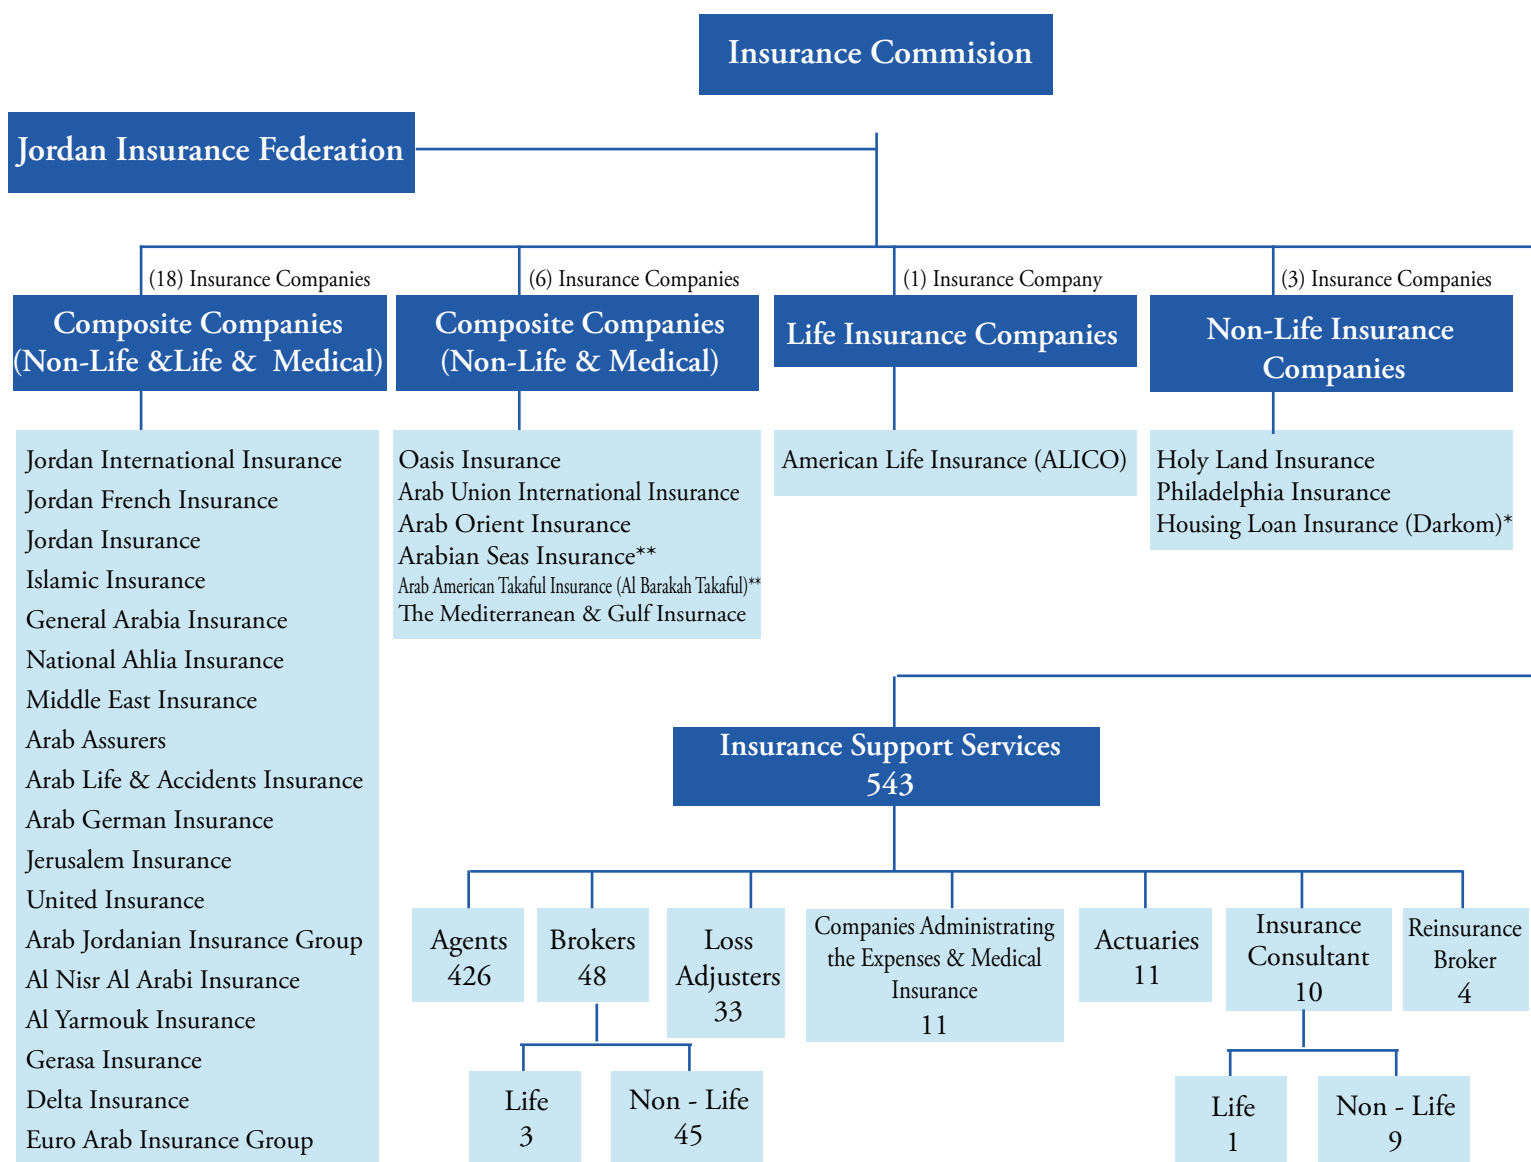 Insurance Commision
Jordan Insurance Federation
(18) Insurance Companies
Composite Companies
(Non-Life &Life & Medical)
Jordan International Insurance
Jordan French Insurance
Jordan Insurance
Islamic Insurance
General Arabia Insurance
National Ahlia Insurance
Middle East Insurance
Arab Assurers
Arab Life & Accidents Insurance
Arab German Insurance
Jerusalem Insurance
United Insurance
Arab Jordanian Insurance Group
Al Nisr Al Arabi Insurance
Al Yarmouk Insurance
Gerasa Insurance
Delta Insurance
Euro Arab Insurance Group
(6) Insurance Companies
Composite Companies
(Non-Life & Medical)
Oasis Insurance
Arab Union International Insurance
Arab Orient Insurance
Arabian Seas Insurance**
Arab American Takaful Insurance (Al Barakah Takaful)**
The Mediterranean & Gulf Insurnace
(1) Insurance Company
Life Insurance Companies
American Life Insurance (ALICO)
(3) Insurance Companies
Non-Life Insurance
Companies
Holy Land Insurance
Philadelphia Insurance
Housing Loan Insurance (Darkom)*
Insurance Support Services
543
Agents
426
Brokers
48
Life
3
Non - Life
45
Loss
Adjusters
33
Companies Administrating
the Expenses & Medical
Insurance
11
Actuaries
11
Insurance
Consultant
10
Life
1
Non - Life
9
Reinsurance
Broker
4